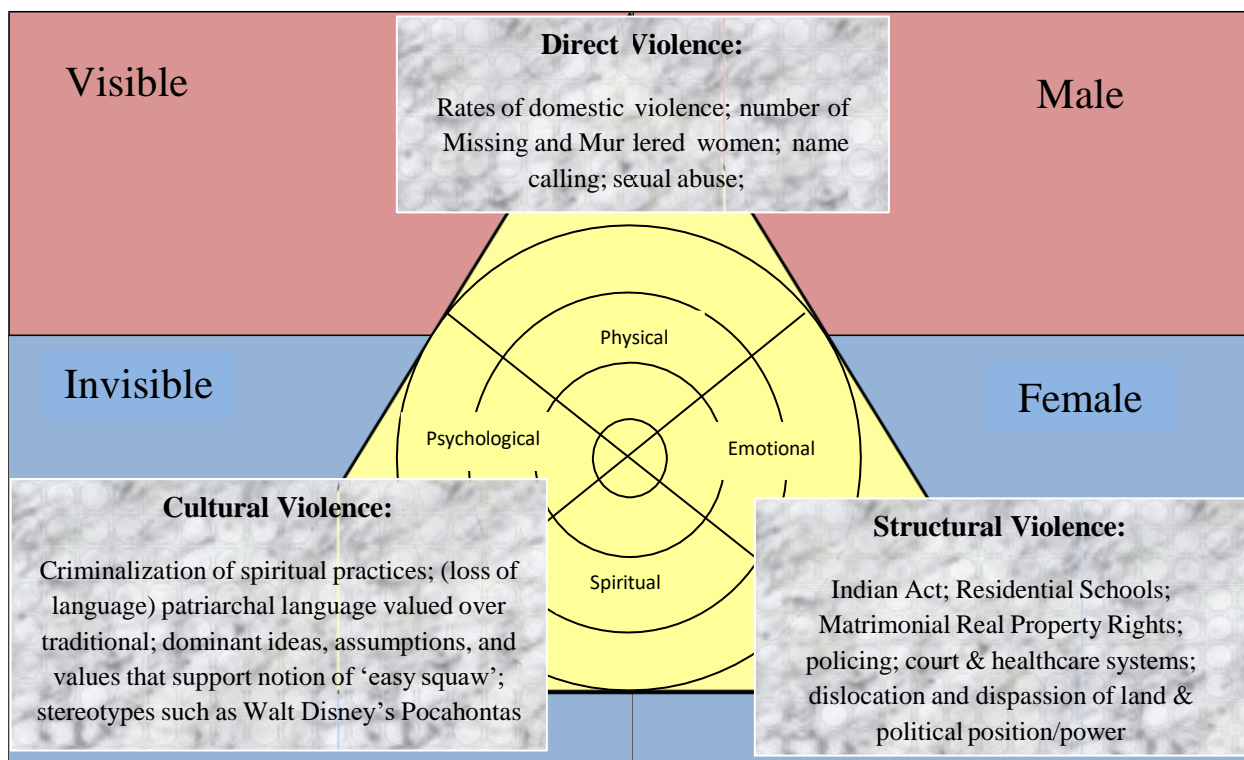 Visible
Male
Direct Violence:
Rates of domestic violence; number of
Missing and Murdered women; name
calling; sexual abuse;
Physical
Psychological
Emotional
Spiritual
Invisible
Female
Cultural Violence:
Criminalization of spiritual practices; (loss of
language) patriarchal language valued over
traditional; dominant ideas, assumptions, and
values that support notion of ‘easy squaw’;
stereotypes such as Walt Disney’s Pocahontas
Structural Violence:
Indian Act; Residential Schools;
Matrimonial Real Property Rights;
policing; court & healthcare systems;
dislocation and dispassion of land &
political position/power